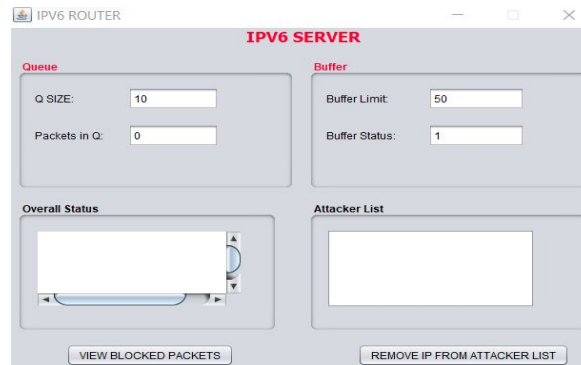 IPV6 ROUTER
IPV6 SERVER
Queue
Q SIZE: 10
Packets in Q: 0
Buffer
Buffer Limit: 50
Buffer Status: 1
Overall Status
Attacker List
VIEW BLOCKED PACKETS
REMOVE IP FROM ATTACKER LIST